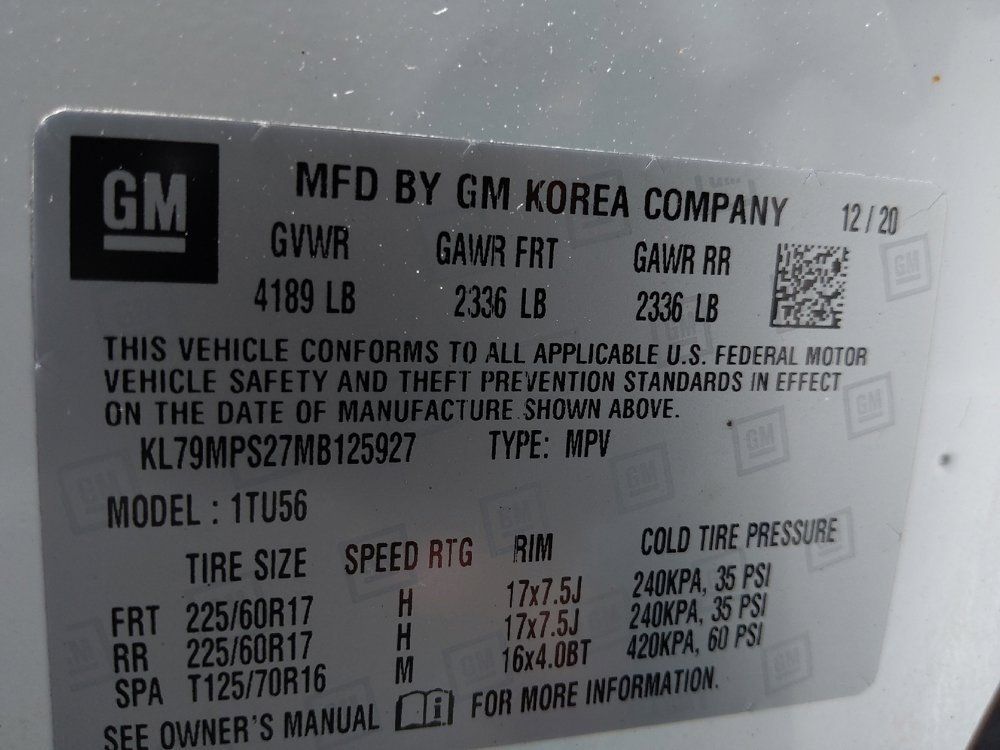 GM
MFD BY GM KOREA COMPANY 12 / 20
GVWR GAWR FRT GAWR RR
4189 LB 2336 LB 2336 LB
THIS VEHICLE CONFORMS TO ALL APPLICABLE U.S. FEDERAL MOTOR
VEHICLE SAFETY AND THEFT PREVENTION STANDARDS IN EFFECT
ON THE DATE OF MANUFACTURE SHOWN ABOVE.
KL79MPS27MB125927 TYPE: MPV
MODEL : 1TU56
TIRE SIZE SPEED RTG RIM COLD TIRE PRESSURE
FRT 225/60R17 H 17x7.5J 240KPA, 35 PSI
RR 225/60R17 H 17x7.5J 240KPA, 35 PSI
SPA T125/70R16 M 16x4.0BT 420KPA, 60 PSI
SEE OWNER'S MANUAL i FOR MORE INFORMATION.